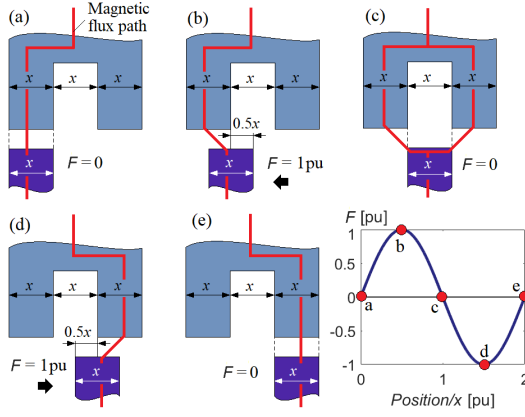 (a)
Magnetic
flux path
x
x
x
x
F = 0
(b)
x
x
x
0.5x
x
F = 1pu
(c)
x
x
x
x
F = 0
(d)
x
x
x
0.5x
x
F = 1pu
(e)
x
x
x
x
F = 0
F [pu]
1
0.5
0
-0.5
-1
a
b
c
d
e
0
1
2
Position/x [pu]